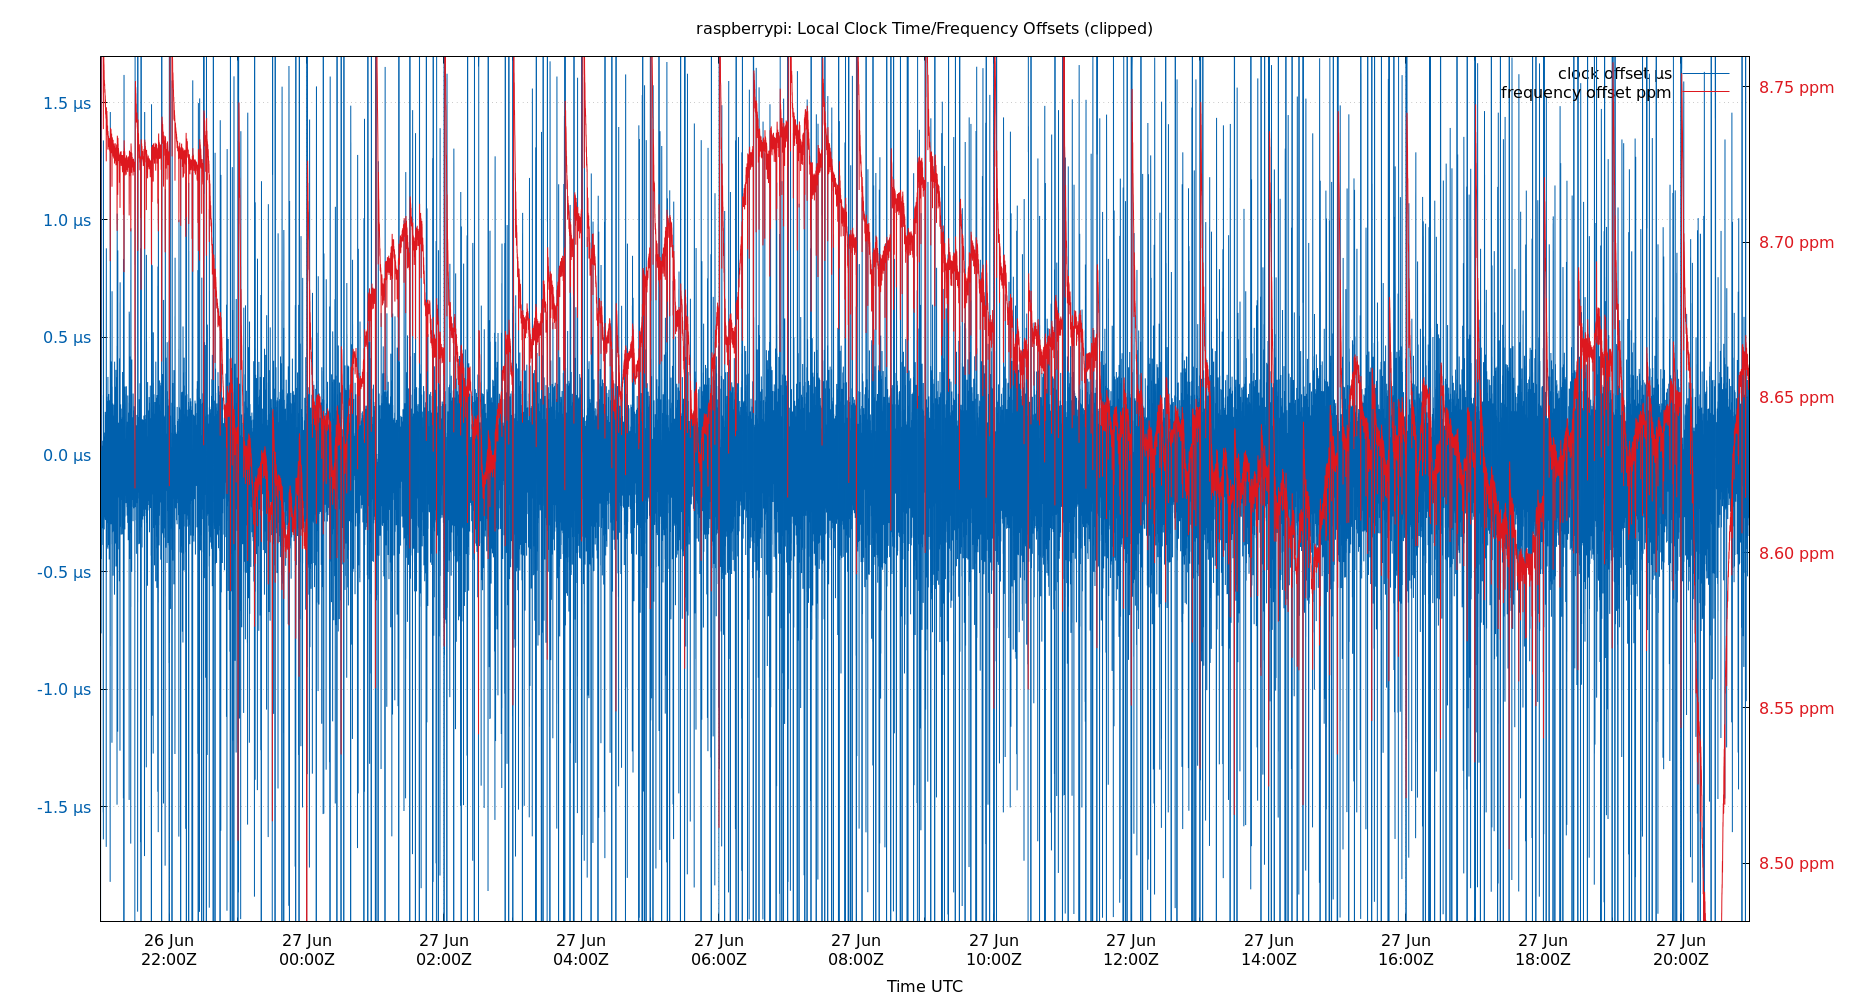 raspberrypi: Local Clock Time/Frequency Offsets (clipped)
clock offset µs
frequency offset ppm
1.5 µs
1.0 µs
0.5 µs
0.0 µs
-0.5 µs
-1.0 µs
-1.5 µs
8.75 ppm
8.70 ppm
8.65 ppm
8.60 ppm
8.55 ppm
8.50 ppm
26 Jun 27 Jun 27 Jun 27 Jun 27 Jun 27 Jun 27 Jun 27 Jun 27 Jun 27 Jun 27 Jun 27 Jun
22:00Z 00:00Z 02:00Z 04:00Z 06:00Z 08:00Z 10:00Z 12:00Z 14:00Z 16:00Z 18:00Z 20:00Z
Time UTC